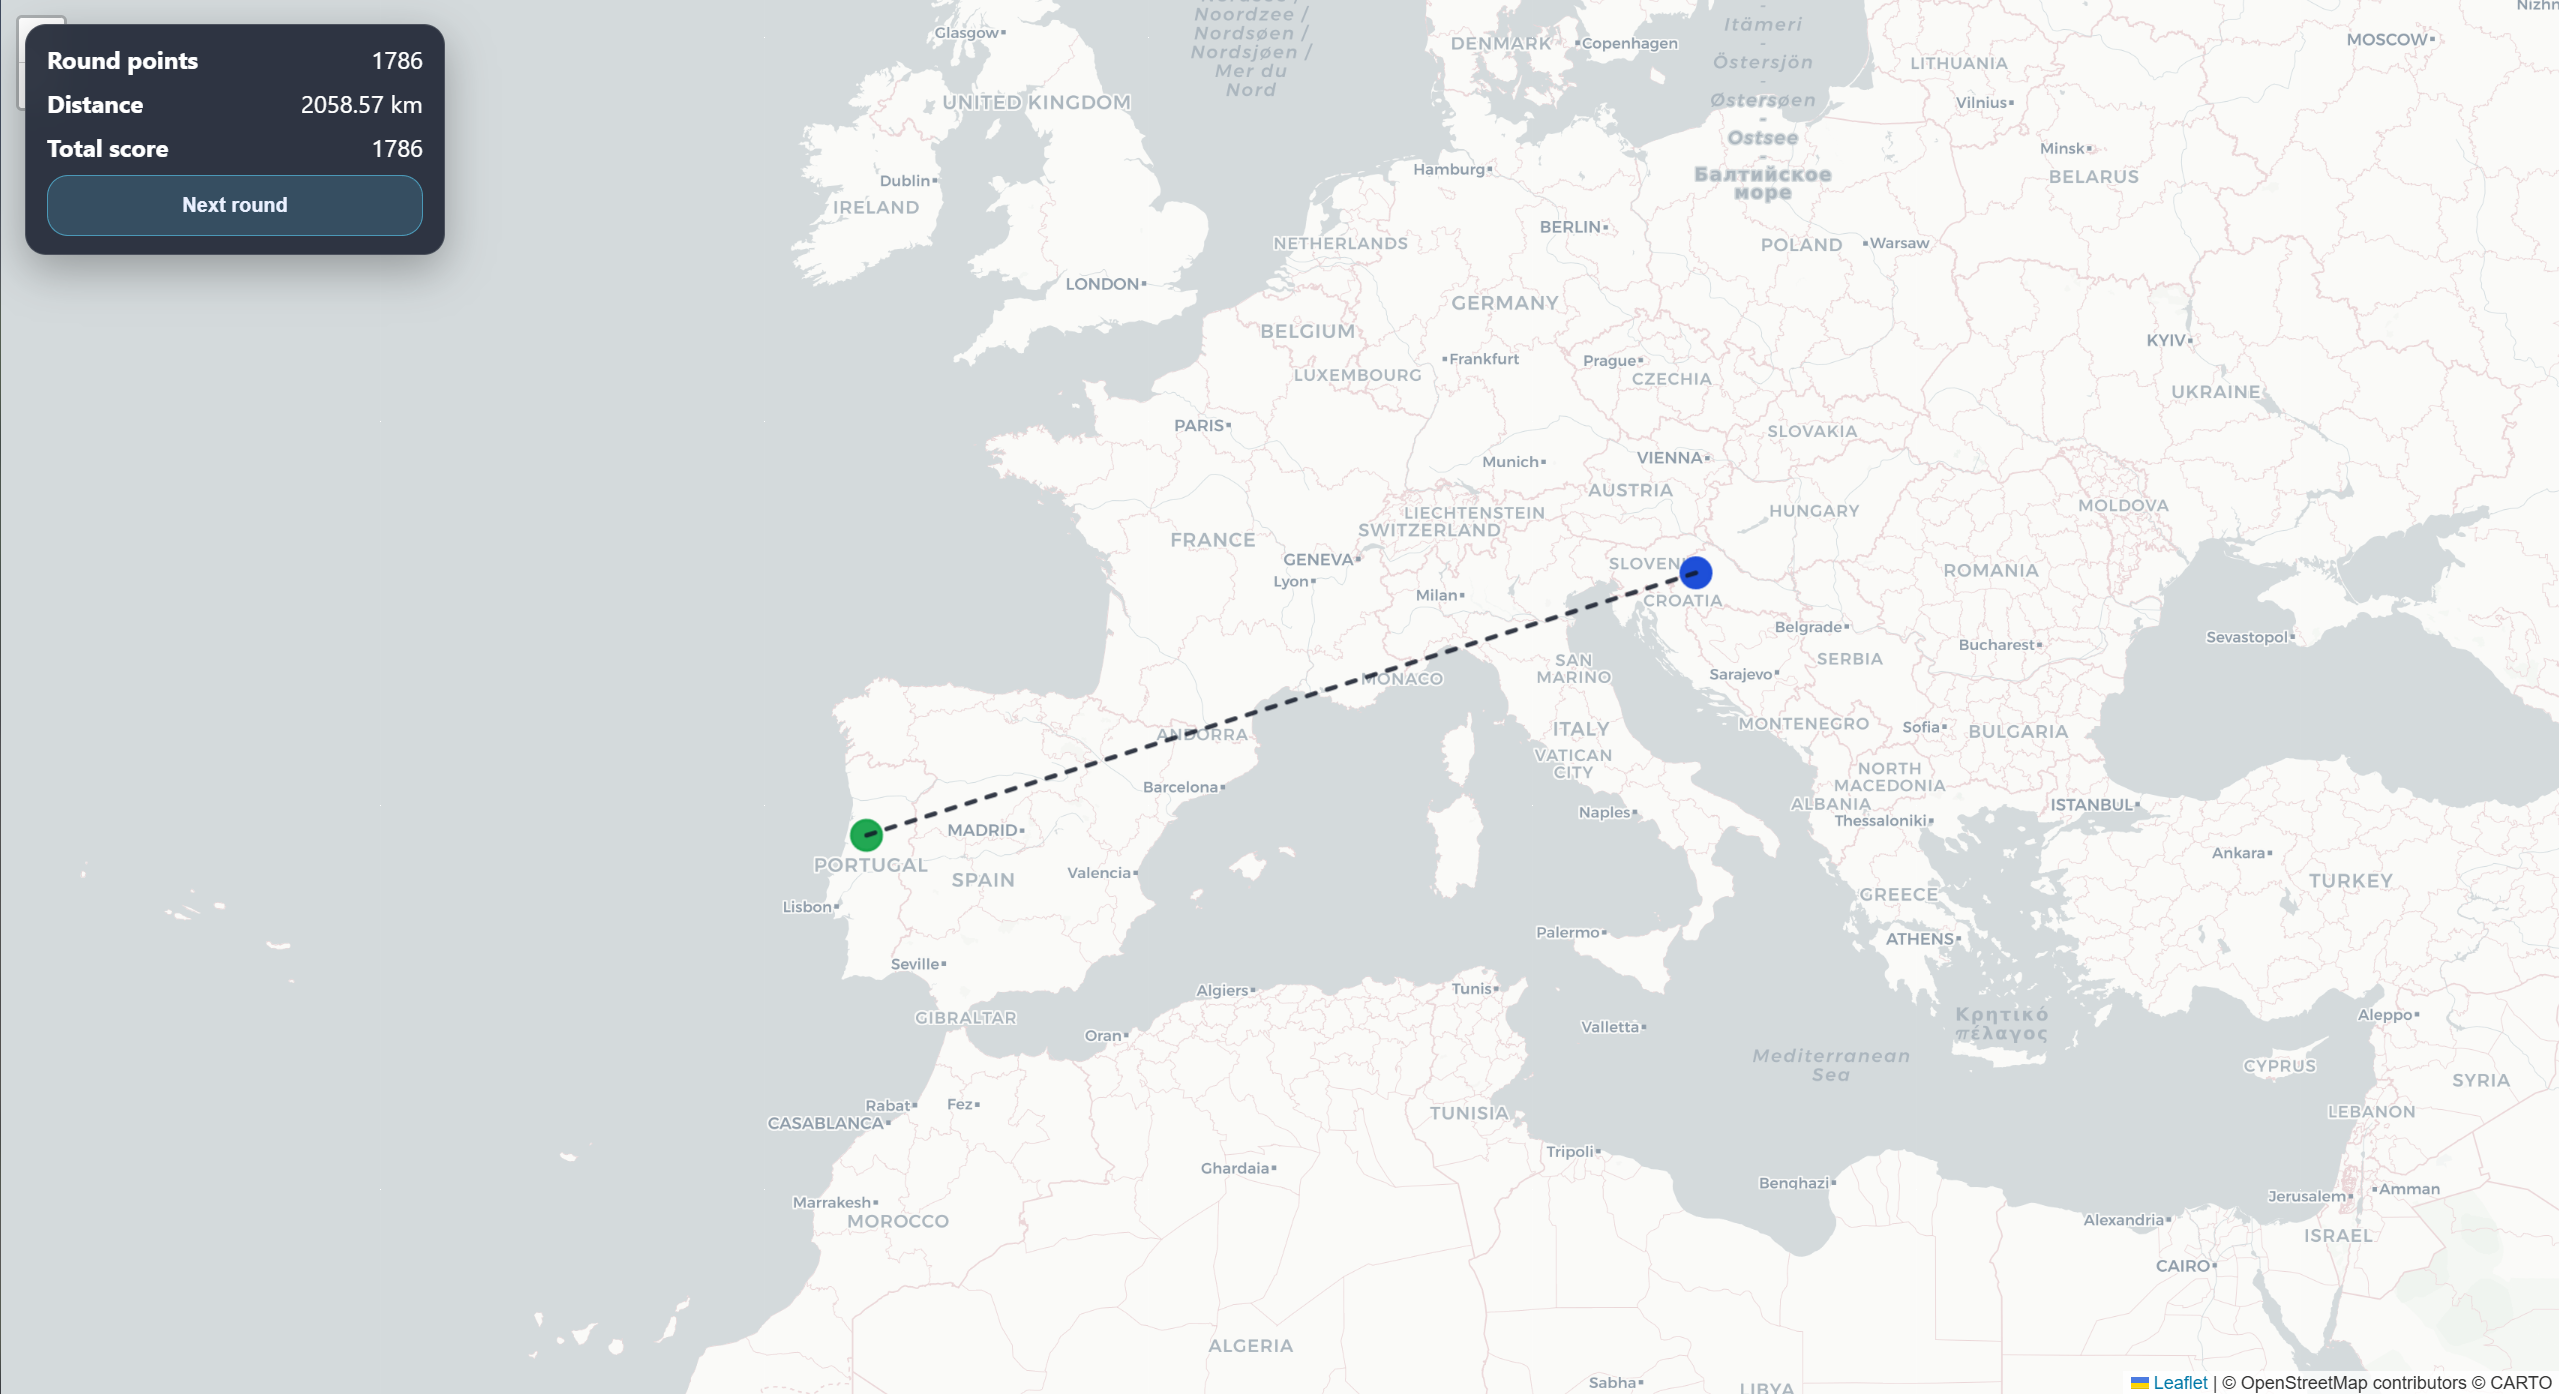 Round points 1786
Distance 2058.57 km
Total score 1786
Next round
Noordzee /
Nordsøen /
Nordsjøen /
Mer du
Nord
Itämeri
-
Östersjön
-
Østersøen
-
Ostsee
-
Балтийское
море
Glasgow
DENMARK
Copenhagen
MOSCOW
LITHUANIA
UNITED KINGDOM
Vilnius
Minsk
Hamburg
BELARUS
Dublin
IRELAND
BERLIN
NETHERLANDS
POLAND
Warsaw
LONDON
GERMANY
BELGIUM
KYIV
Frankfurt
Prague
LUXEMBOURG
CZECHIA
UKRAINE
PARIS
SLOVAKIA
Munich
VIENNA
AUSTRIA
MOLDOVA
LIECHTENSTEIN
HUNGARY
SWITZERLAND
FRANCE
GENEVA
SLOVEN
ROMANIA
Lyon
Milan
CROATIA
Belgrade
Sevastopol
Bucharest
SAN
MARINO
SERBIA
Sarajevo
MONACO
MONTENEGRO
Sofia
BULGARIA
ITALY
ANDORRA
VATICAN
CITY
NORTH
MACEDONIA
Barcelona
ALBANIA
ISTANBUL
Naples
Thessaloniki
MADRID
Ankara
PORTUGAL
Valencia
SPAIN
TURKEY
GREECE
Lisbon
Palermo
ATHENS
Seville
Algiers
Tunis
GIBRALTAR
Κρητικό
πέλαγος
Aleppo
Valletta
Oran
Mediterranean
Sea
CYPRUS
SYRIA
Rabat
Fez
TUNISIA
LEBANON
CASABLANCA
Tripoli
Ghardaia
Benghazi
Jerusalem
Amman
Marrakesh
MOROCCO
Alexandria
ISRAEL
CAIRO
ALGERIA
Sabha
LIBYA
Leaflet | © OpenStreetMap contributors © CARTO